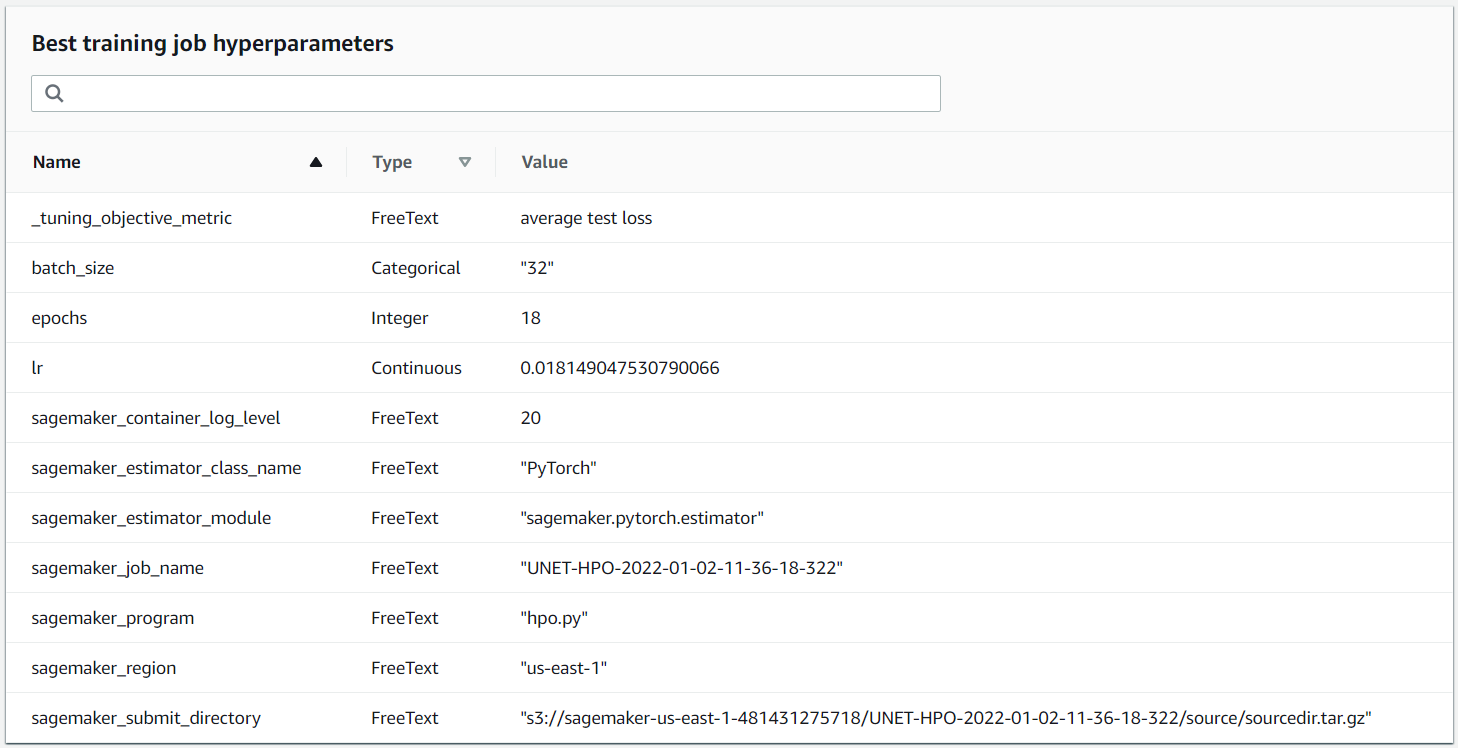 Best training job hyperparameters
Name Type Value
_tuning_objective_metric FreeText average test loss
batch_size Categorical "32"
epochs Integer 18
lr Continuous 0.018149047530790066
sagemaker_container_log_level FreeText 20
sagemaker_estimator_class_name FreeText "PyTorch"
sagemaker_estimator_module FreeText "sagemaker.pytorch.estimator"
sagemaker_job_name FreeText "UNET-HPO-2022-01-02-11-36-18-322"
sagemaker_program FreeText "hpo.py"
sagemaker_region FreeText "us-east-1"
sagemaker_submit_directory FreeText "s3://sagemaker-us-east-1-481431275718/UNET-HPO-2022-01-02-11-36-18-322/source/sourcedir.tar.gz"